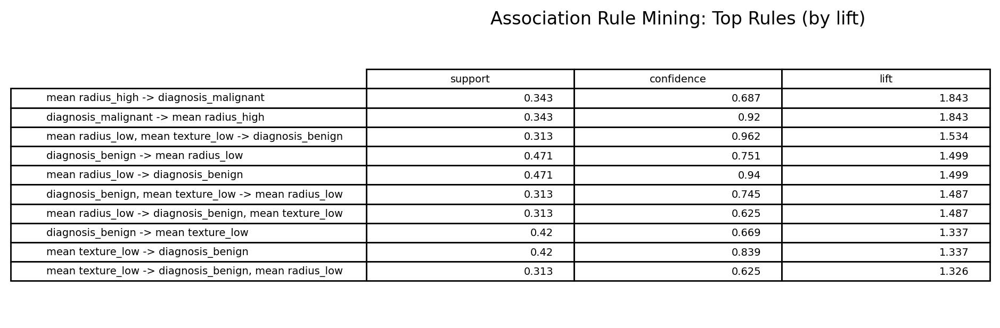 Association Rule Mining: Top Rules (by lift)
support confidence lift
mean radius_high -> diagnosis_malignant 0.343 0.687 1.843
diagnosis_malignant -> mean radius_high 0.343 0.92 1.843
mean radius_low, mean texture_low -> diagnosis_benign 0.313 0.962 1.534
diagnosis_benign -> mean radius_low 0.471 0.751 1.499
mean radius_low -> diagnosis_benign 0.471 0.94 1.499
diagnosis_benign, mean texture_low -> mean radius_low 0.313 0.745 1.487
mean radius_low -> diagnosis_benign, mean texture_low 0.313 0.625 1.487
diagnosis_benign -> mean texture_low 0.42 0.669 1.337
mean texture_low -> diagnosis_benign 0.42 0.839 1.337
mean texture_low -> diagnosis_benign, mean radius_low 0.313 0.625 1.326